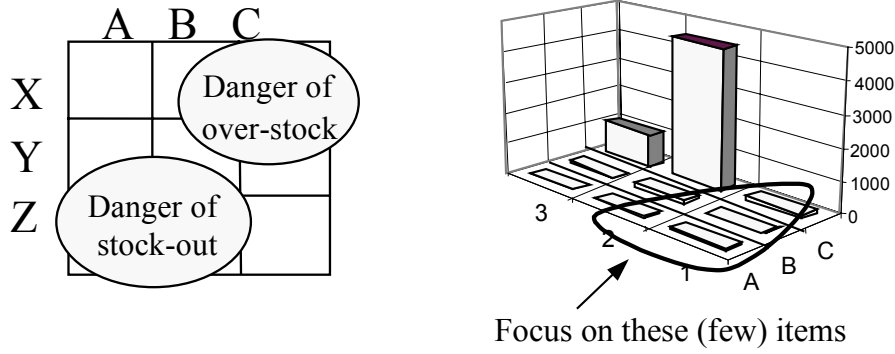 A B C
X
Y
Z
Danger of
over-stock
Danger of
stock-out
5000
4000
3000
2000
1000
0
3
2
1
A
B
C
Focus on these (few) items